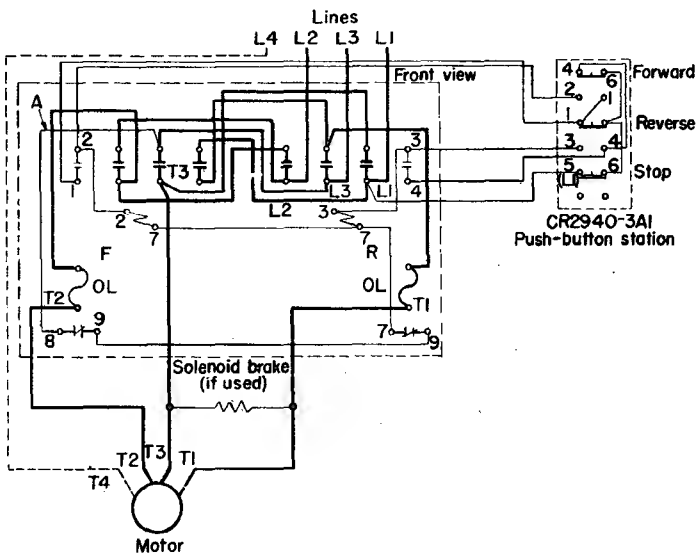 Lines
L4 L2 L3 L1
Front view
A
2
T3
3
1
L3
L1
4
L2
2
7
3
7
F
R
OL
T2
OL
T1
8
9
7
9
Solenoid brake
(if used)
T2
T3
T1
T4
Motor
4
6
Forward
2
1
1
Reverse
3
4
5
6
Stop
CR2940-3A1
Push-button station